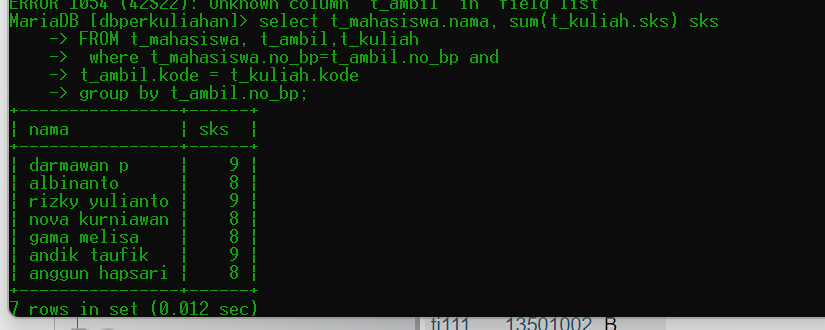 ERROR 1054 (42S22): Unknown column 't_ambil' in 'field list'
MariaDB [dbperkuliahan]> select t_mahasiswa.nama, sum(t_kuliah.sks) sks
-> FROM t_mahasiswa, t_ambil,t_kuliah
-> where t_mahasiswa.no_bp=t_ambil.no_bp and
-> t_ambil.kode = t_kuliah.kode
-> group by t_ambil.no_bp;
+----------------+------+
| nama | sks |
+----------------+------+
| darmawan p | 9 |
| albinanto | 8 |
| rizky yulianto | 9 |
| nova kurniawan | 8 |
| gama melisa | 8 |
| andik taufik | 9 |
| anggun hapsari | 8 |
+----------------+------+
7 rows in set (0.012 sec)
13501002 B